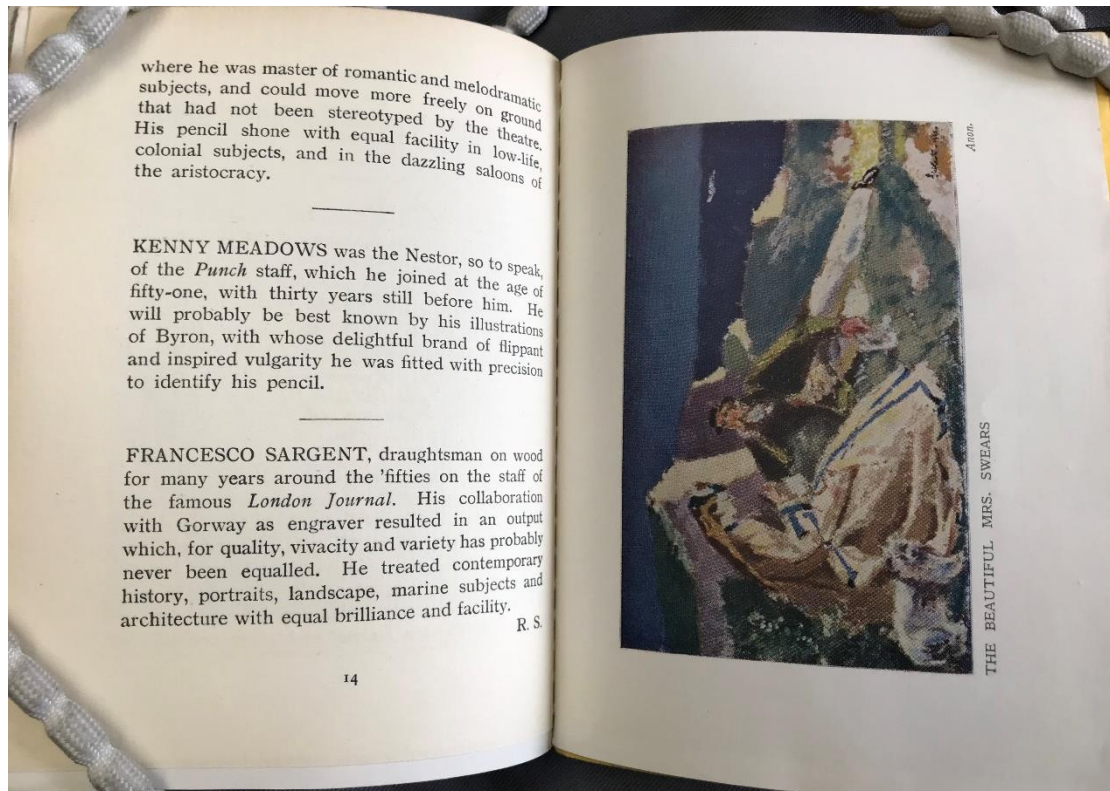 where he was master of romantic and melodramatic
subjects, and could move more freely on ground
that had not been stereotyped by the theatre.
His pencil shone with equal facility in low-life,
colonial subjects, and in the dazzling saloons of
the aristocracy.
KENNY MEADOWS was the Nestor, so to speak,
of the Punch staff, which he joined at the age of
fifty-one, with thirty years still before him. He
will probably be best known by his illustrations
of Byron, with whose delightful brand of flippant
and inspired vulgarity he was fitted with precision
to identify his pencil.
FRANCESCO SARGENT, draughtsman on wood
for many years around the 'fifties on the staff of
the famous London Journal. His collaboration
with Gorway as engraver resulted in an output
which, for quality, vivacity and variety has probably
never been equalled. He treated contemporary
history, portraits, landscape, marine subjects and
architecture with equal brilliance and facility.
R. S.
14
Anon.
THE BEAUTIFUL MRS. SWEARS